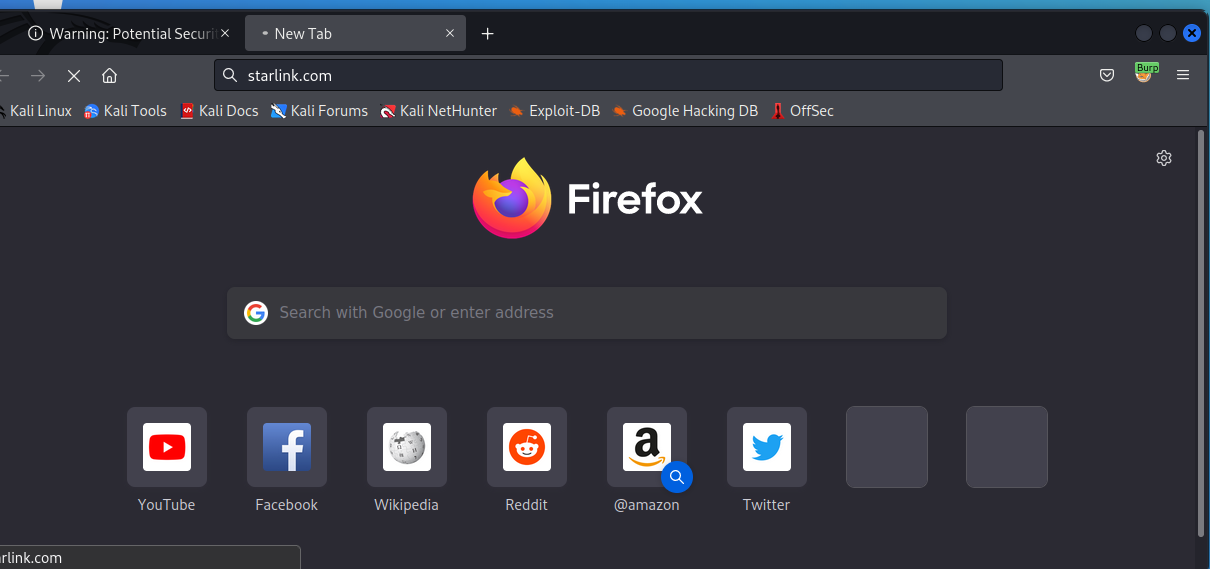 Warning: Potential Securi
New Tab
starlink.com
Burp
Kali Linux Kali Tools Kali Docs Kali Forums Kali NetHunter Exploit-DB Google Hacking DB OffSec
Firefox
Search with Google or enter address
YouTube Facebook Wikipedia Reddit @amazon Twitter
rlink.com